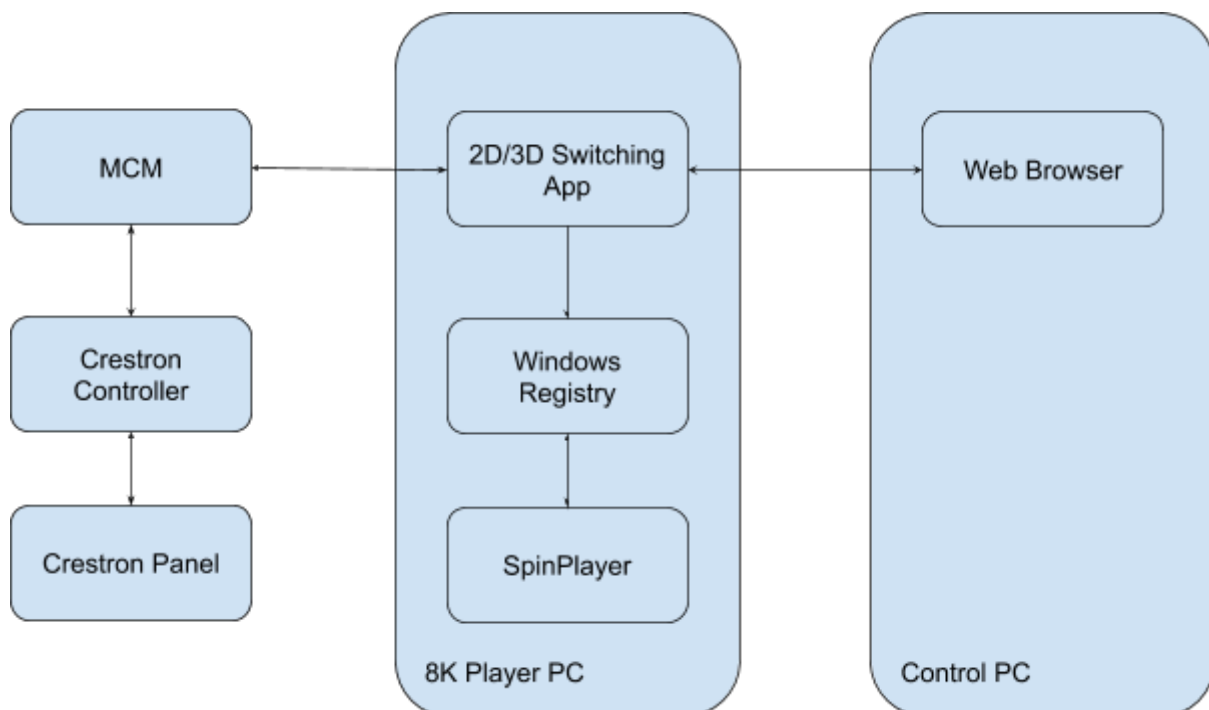 MCM
2D/3D Switching
App
Web Browser
Crestron
Controller
Windows
Registry
Crestron Panel
SpinPlayer
8K Player PC
Control PC